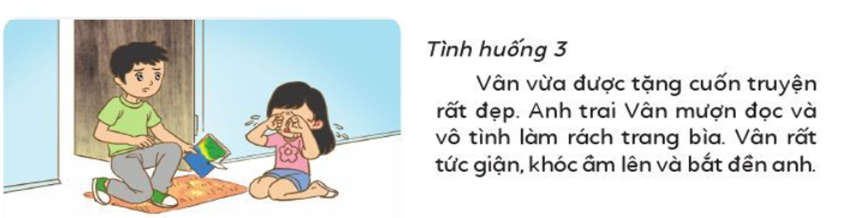 Tình huống 3
Vân vừa được tặng cuốn truyện
rất đẹp. Anh trai Vân mượn đọc và
vô tình làm rách trang bìa. Vân rất
tức giận, khóc ầm lên và bắt đền anh.